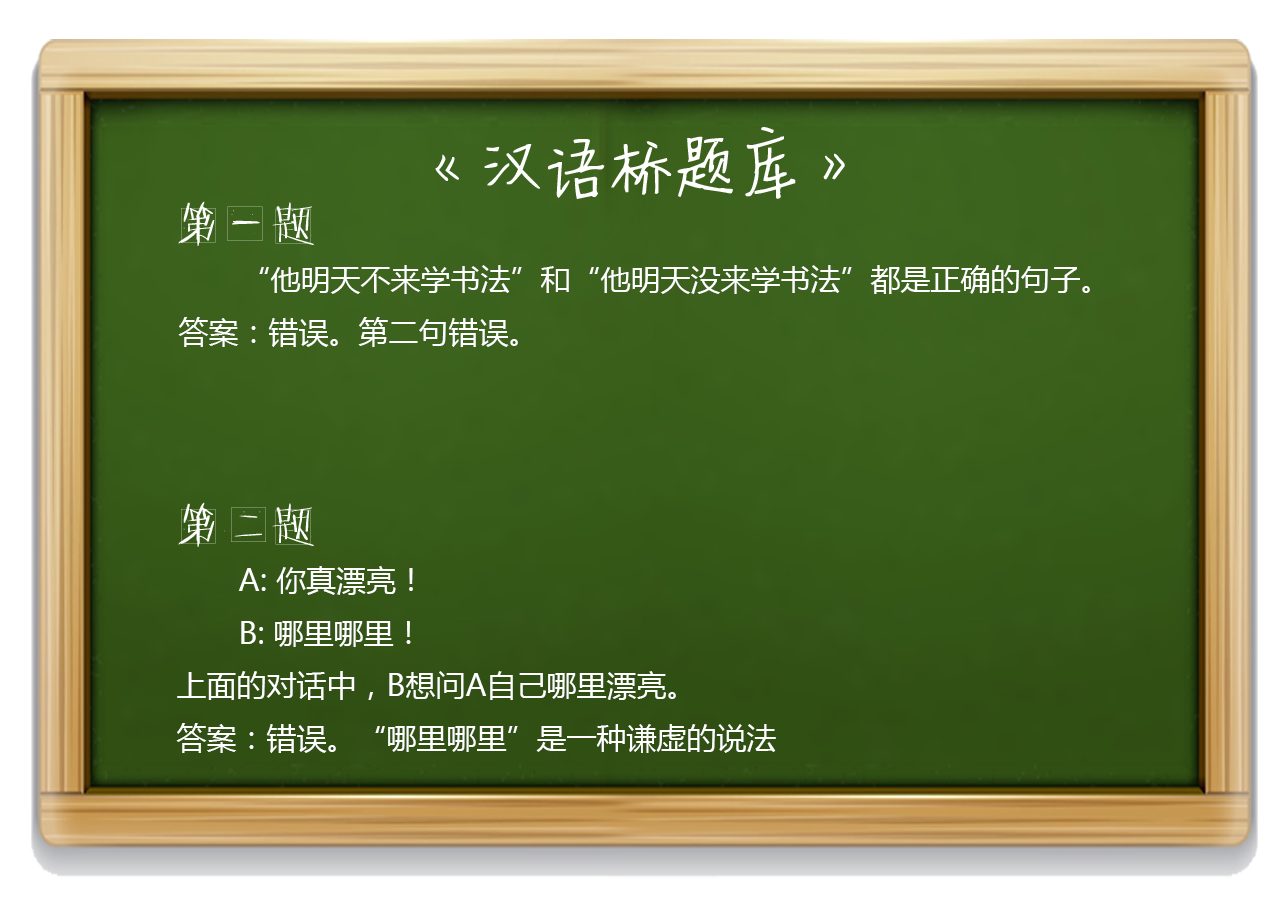 《汉语桥题库》
第一题
“他明天不来学书法”和“他明天没来学书法”都是正确的句子。
答案：错误。第二句错误。
第二题
A: 你真漂亮！
B: 哪里哪里！
上面的对话中，B想问A自己哪里漂亮。
答案：错误。“哪里哪里”是一种谦虚的说法